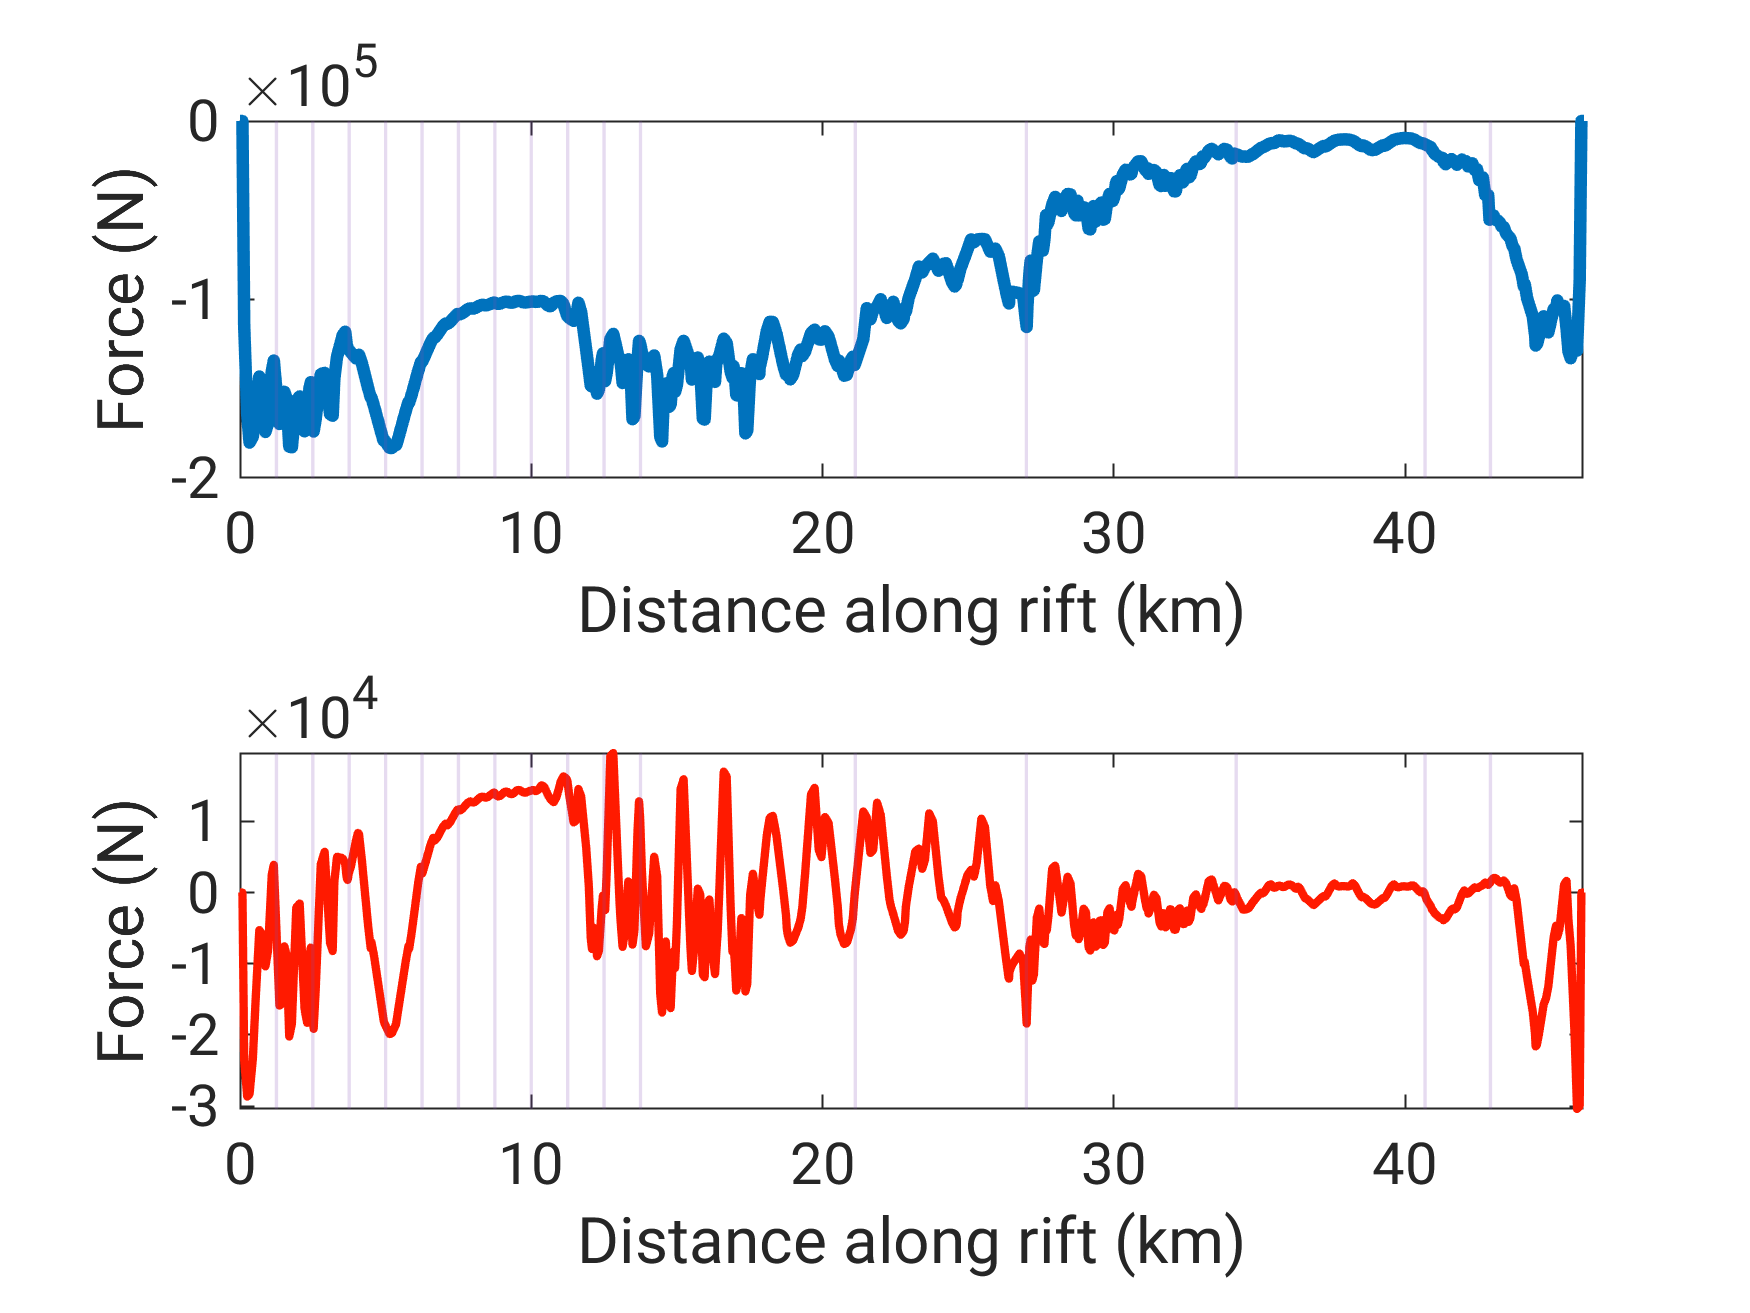 ×10⁵
0
-1
-2
Force (N)
0 10 20 30 40
Distance along rift (km)
×10⁴
1
0
-1
-2
-3
Force (N)
0 10 20 30 40
Distance along rift (km)